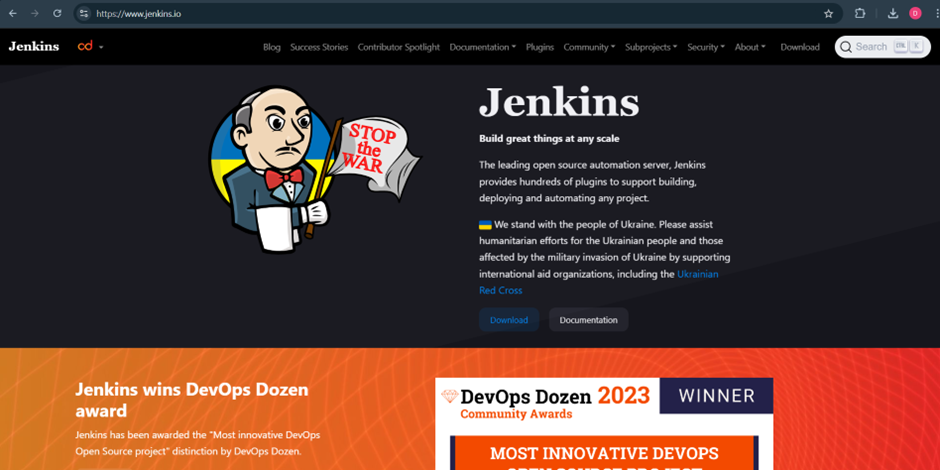 https://www.jenkins.io
D
Jenkins
cd
Blog Success Stories Contributor Spotlight Documentation Plugins Community Subprojects Security About Download
Search CTRL K
STOP
the
WAR
Jenkins
Build great things at any scale
The leading open source automation server, Jenkins
provides hundreds of plugins to support building,
deploying and automating any project.
We stand with the people of Ukraine. Please assist
humanitarian efforts for the Ukrainian people and those
affected by the military invasion of Ukraine by supporting
international aid organizations, including the Ukrainian
Red Cross
Download Documentation
Jenkins wins DevOps Dozen
award
Jenkins has been awarded the "Most innovative DevOps
Open Source project" distinction by DevOps Dozen.
DevOps Dozen 2023
Community Awards
WINNER
MOST INNOVATIVE DEVOPS
OPEN SOURCE PROJECT